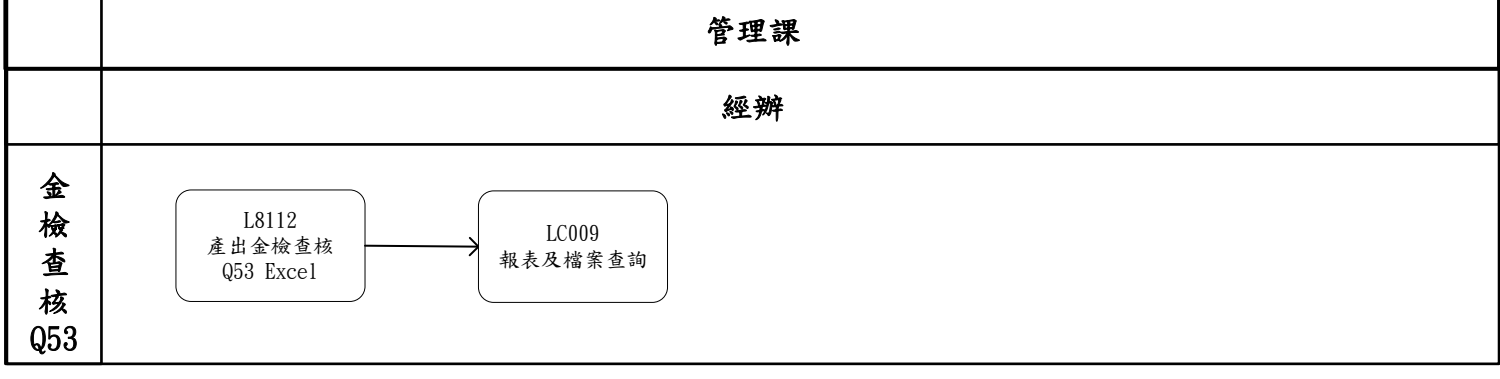 管理課
經辦
金
檢
查
核
Q53
L8112
產出金檢查核
Q53 Excel
LC009
報表及檔案查詢